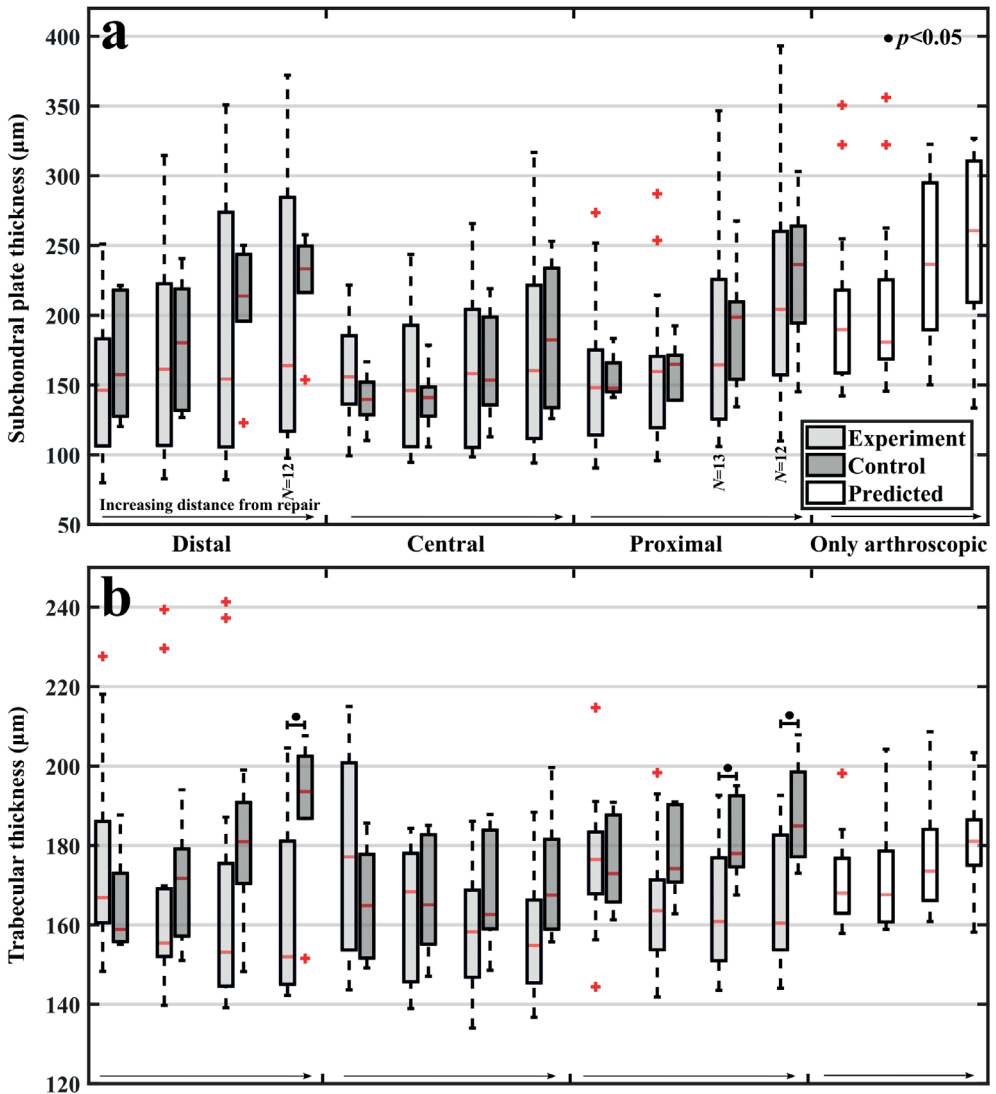 a
• p<0.05
400
350
300
250
200
150
100
50
Subchondral plate thickness (μm)
N=12
N=13
N=12
Experiment
Control
Predicted
Increasing distance from repair
Distal
Central
Proximal
Only arthroscopic
b
240
220
200
180
160
140
120
Trabecular thickness (μm)